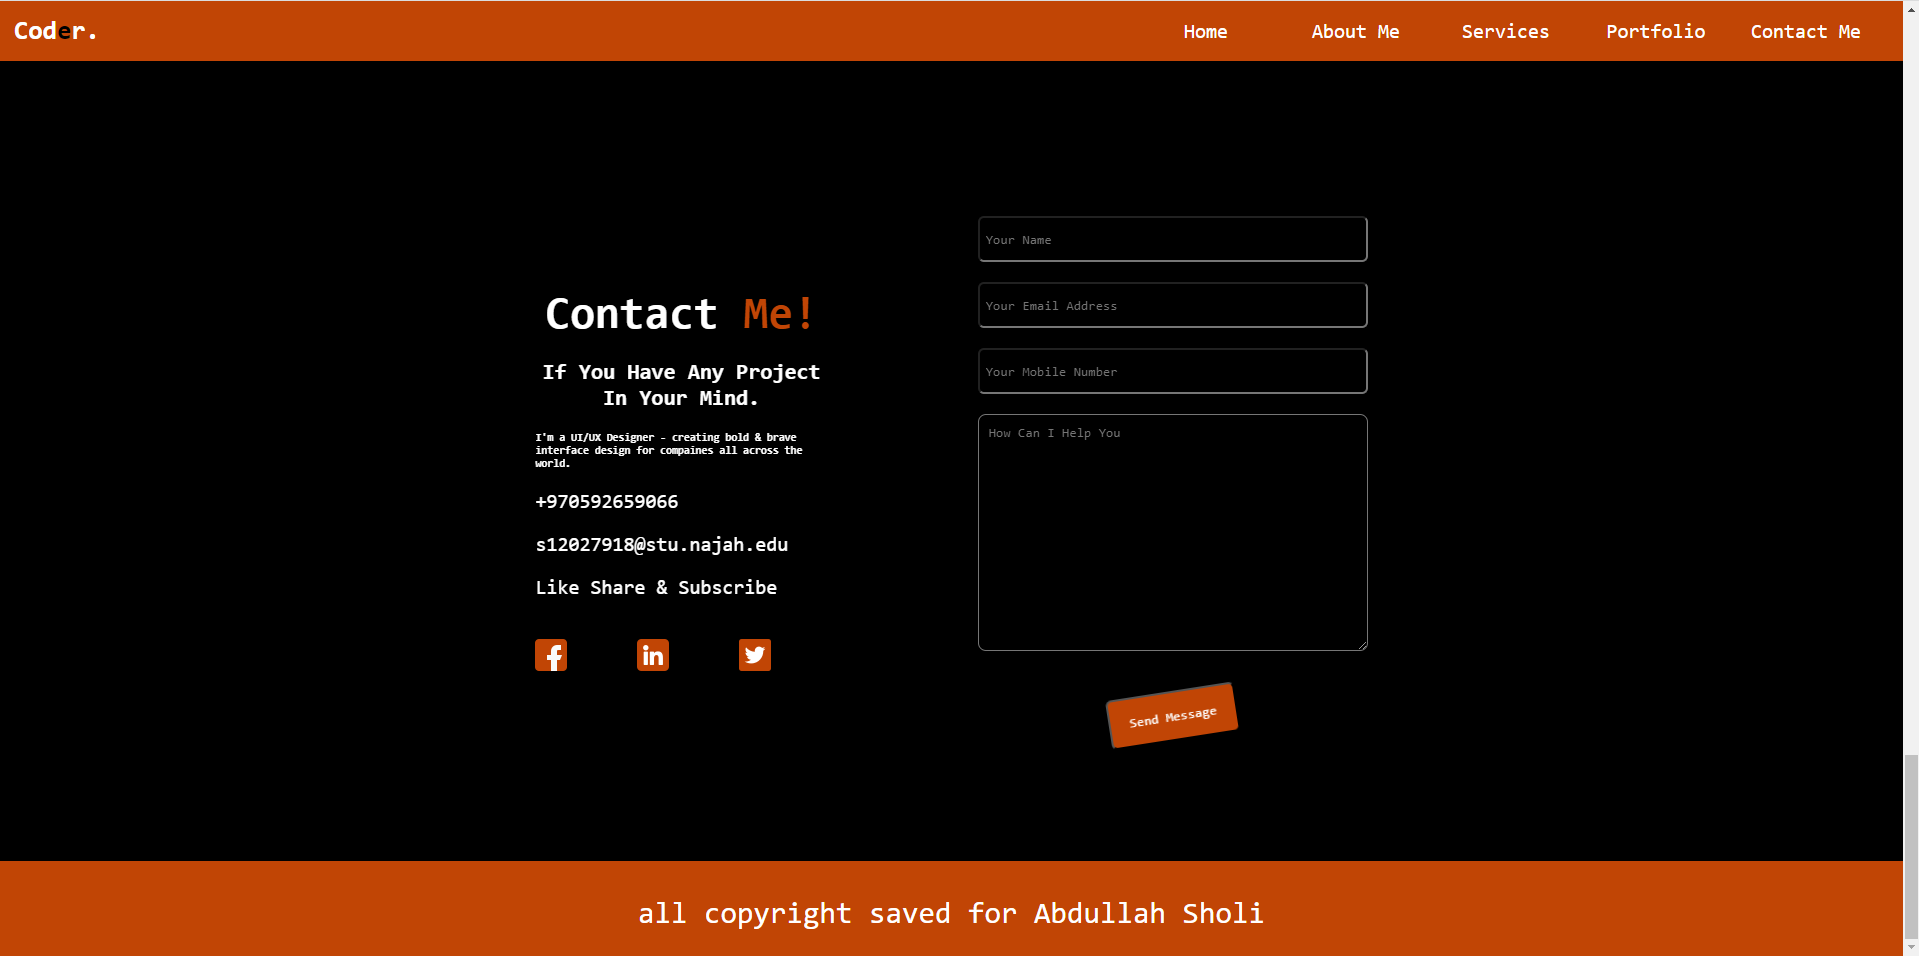 Coder.
Home About Me Services Portfolio Contact Me
Contact Me!
If You Have Any Project
In Your Mind.
I'm a UI/UX Designer - creating bold & brave
interface design for compaines all across the
world.
+970592659066
s12027918@stu.najah.edu
Like Share & Subscribe
Your Name
Your Email Address
Your Mobile Number
How Can I Help You
Send Message
all copyright saved for Abdullah Sholi